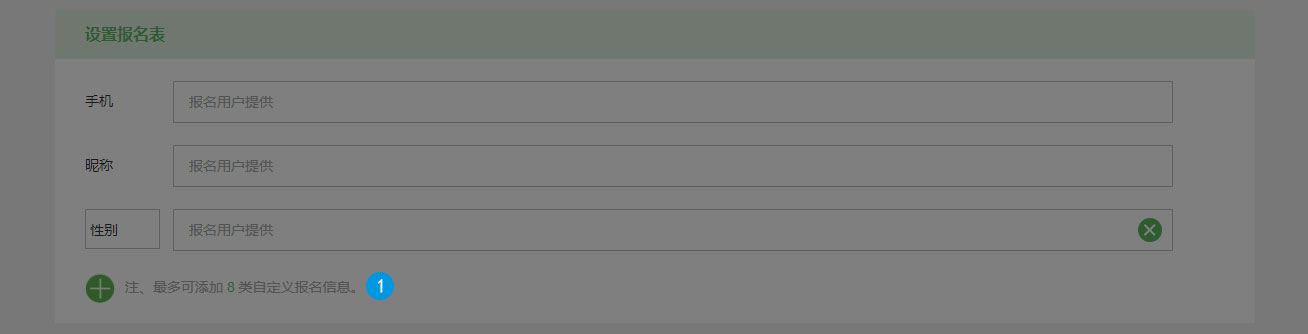 设置报名表
手机 报名用户提供
昵称 报名用户提供
性别 报名用户提供
注、最多可添加 8 类自定义报名信息。 1